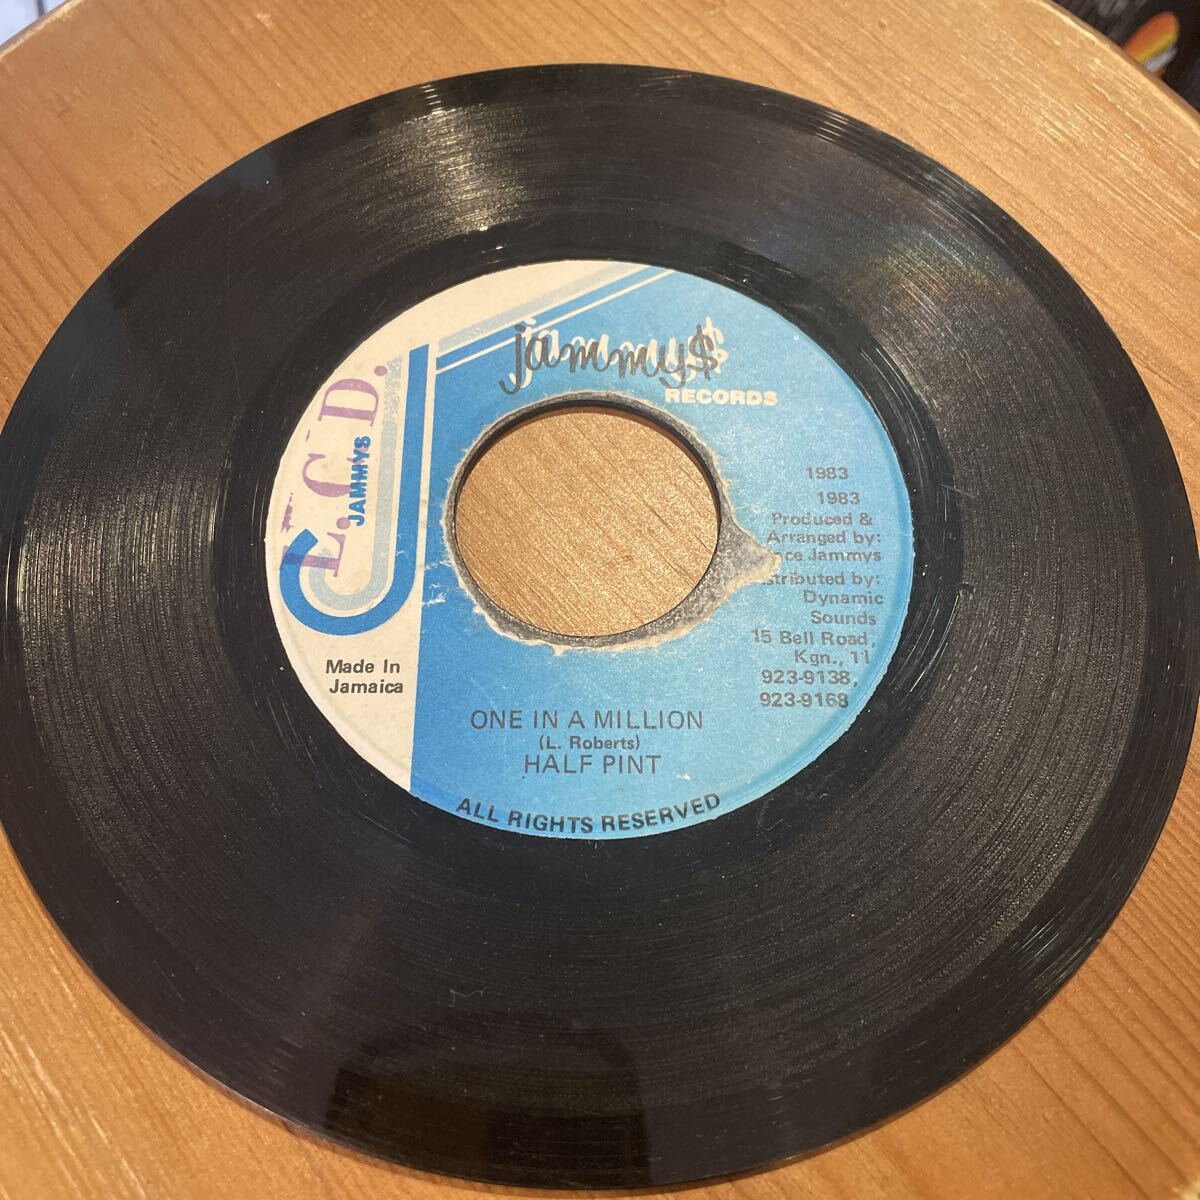 jammy$
RECORDS
L.C.D.
JAMMYS
1983
1983
Produced &
Arranged by:
Jammys
by:
Dynamic
Sounds
15 Bell Road,
Kgn., 11
923-9138,
923-9168
Made In
Jamaica
ONE IN A MILLION
(L. Roberts)
HALF PINT
ALL RIGHTS RESERVED